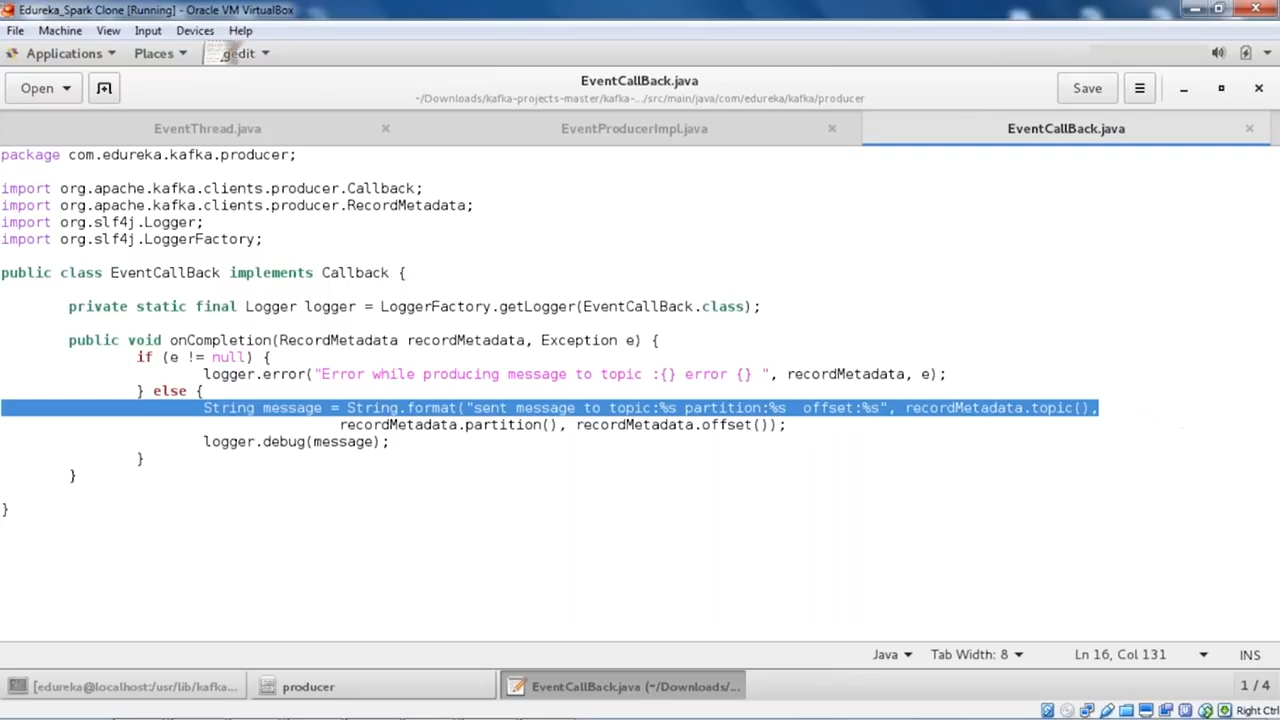 Edureka_Spark Clone [Running] - Oracle VM VirtualBox
File Machine View Input Devices Help
Applications Places gedit
Open EventCallBack.java Save
~/Downloads/kafka-projects-master/kafka-.../src/main/java/com/edureka/kafka/producer
EventThread.java EventProducerImpl.java EventCallBack.java
package com.edureka.kafka.producer;
import org.apache.kafka.clients.producer.Callback;
import org.apache.kafka.clients.producer.RecordMetadata;
import org.slf4j.Logger;
import org.slf4j.LoggerFactory;
public class EventCallBack implements Callback {
private static final Logger logger = LoggerFactory.getLogger(EventCallBack.class);
public void onCompletion(RecordMetadata recordMetadata, Exception e) {
if (e != null) {
logger.error("Error while producing message to topic :{} error {} ", recordMetadata, e);
} else {
String message = String.format("sent message to topic:%s partition:%s  offset:%s", recordMetadata.topic(),
recordMetadata.partition(), recordMetadata.offset());
logger.debug(message);
}
}
}
Java Tab Width: 8 Ln 16, Col 131 INS
[edureka@localhost:/usr/lib/kafka... producer EventCallBack.java (~/Downloads/... 1 / 4
Right Ctrl